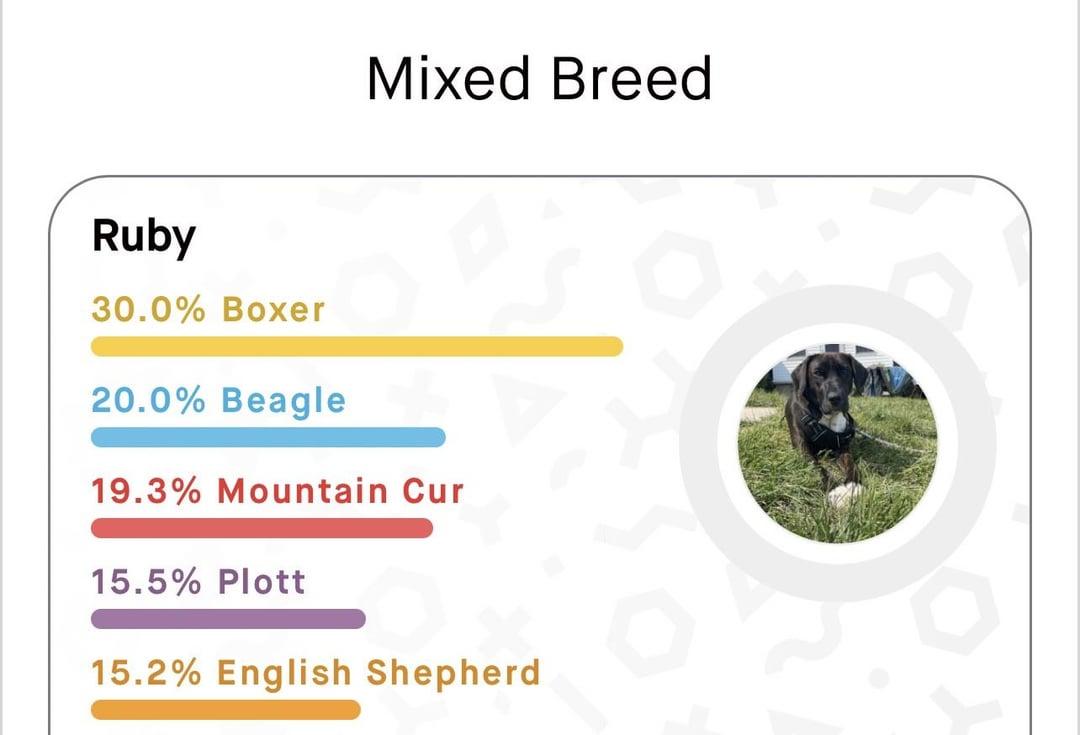 Mixed Breed
Ruby
30.0% Boxer
20.0% Beagle
19.3% Mountain Cur
15.5% Plott
15.2% English Shepherd